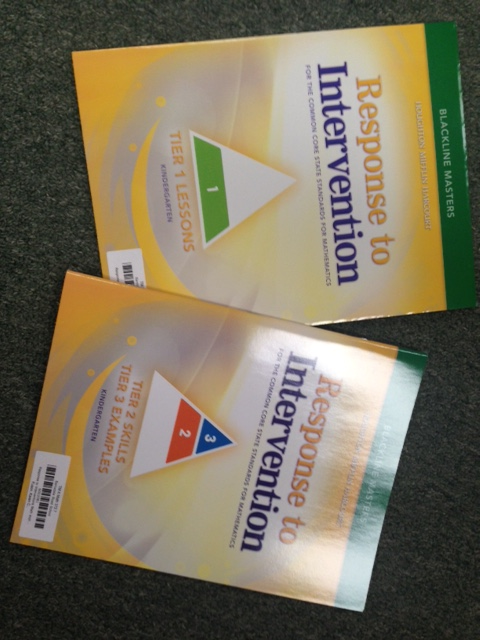 BLACKLINE MASTERS
HOUGHTON MIFFLIN HARCOURT
Response to
Intervention
FOR THE COMMON CORE STATE STANDARDS FOR MATHEMATICS
1
TIER 1 LESSONS
KINDERGARTEN
Response to
Intervention
FOR THE COMMON CORE STATE STANDARDS FOR MATHEMATICS
3
2
TIER 2 SKILLS
TIER 3 EXAMPLES
KINDERGARTEN